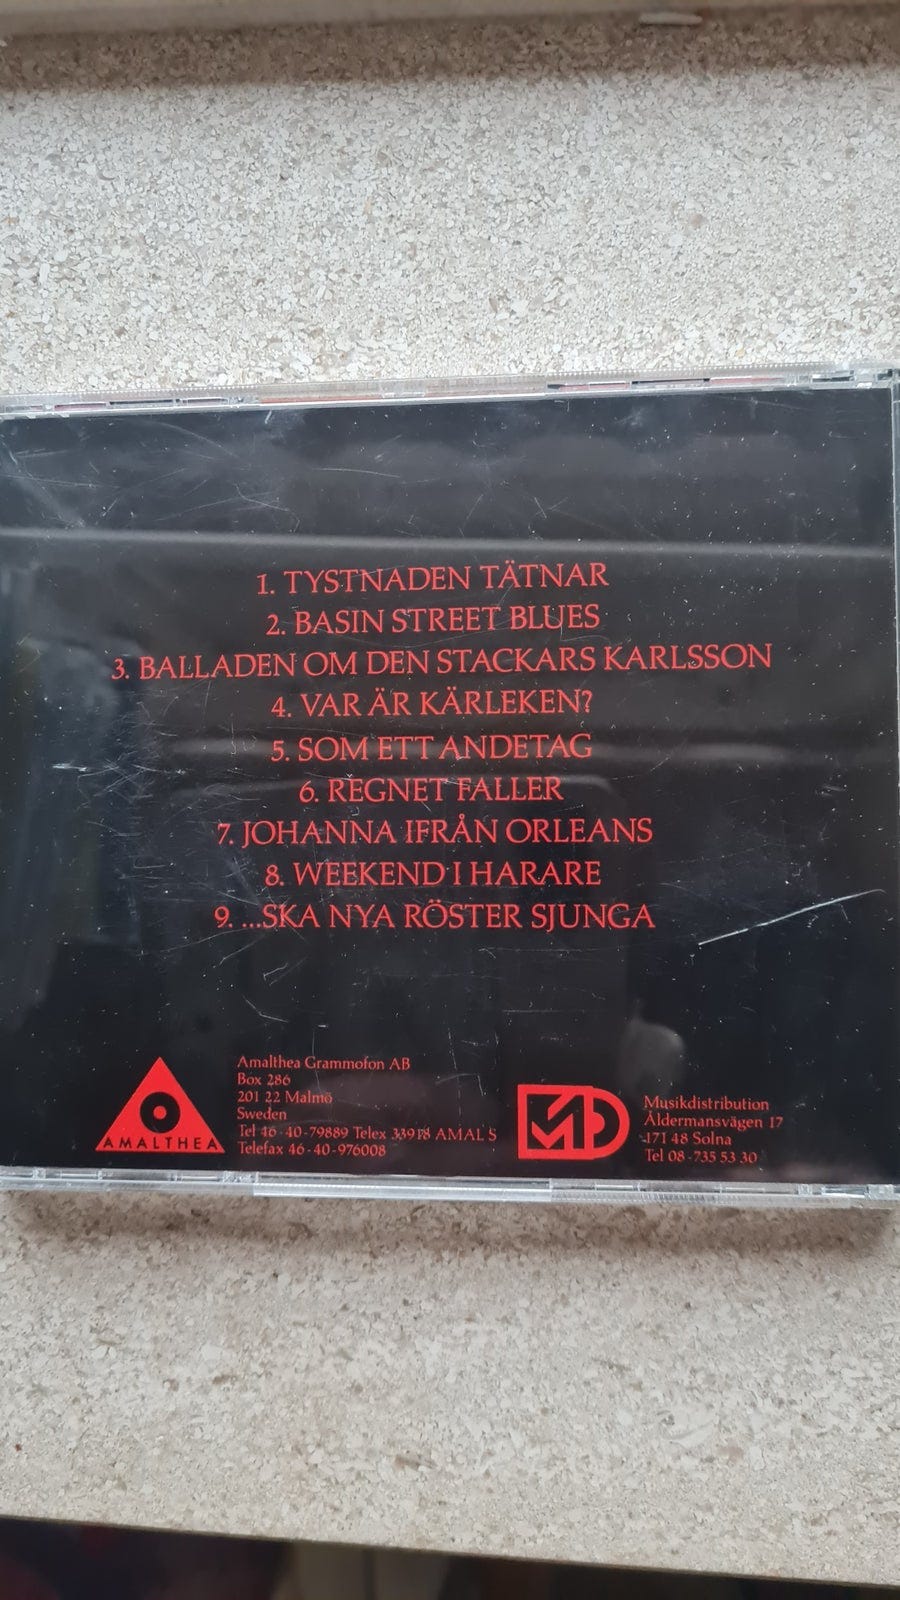 1. TYSTNADEN TÄTNAR
2. BASIN STREET BLUES
3. BALLADEN OM DEN STACKARS KARLSSON
4. VAR ÄR KÄRLEKEN?
5. SOM ETT ANDETAG
6. REGNET FALLER
7. JOHANNA IFRÅN ORLEANS
8. WEEKEND I HARARE
9. ...SKA NYA RÖSTER SJUNGA
AMALTHEA
Amalthea Grammofon AB
Box 286
201 22 Malmö
Sweden
Tel 46-40-79889 Telex 33918 AMAL S
Telefax 46-40-976008
MD
Musikdistribution
Åldermansvägen 17
171 48 Solna
Tel 08-735 53 30